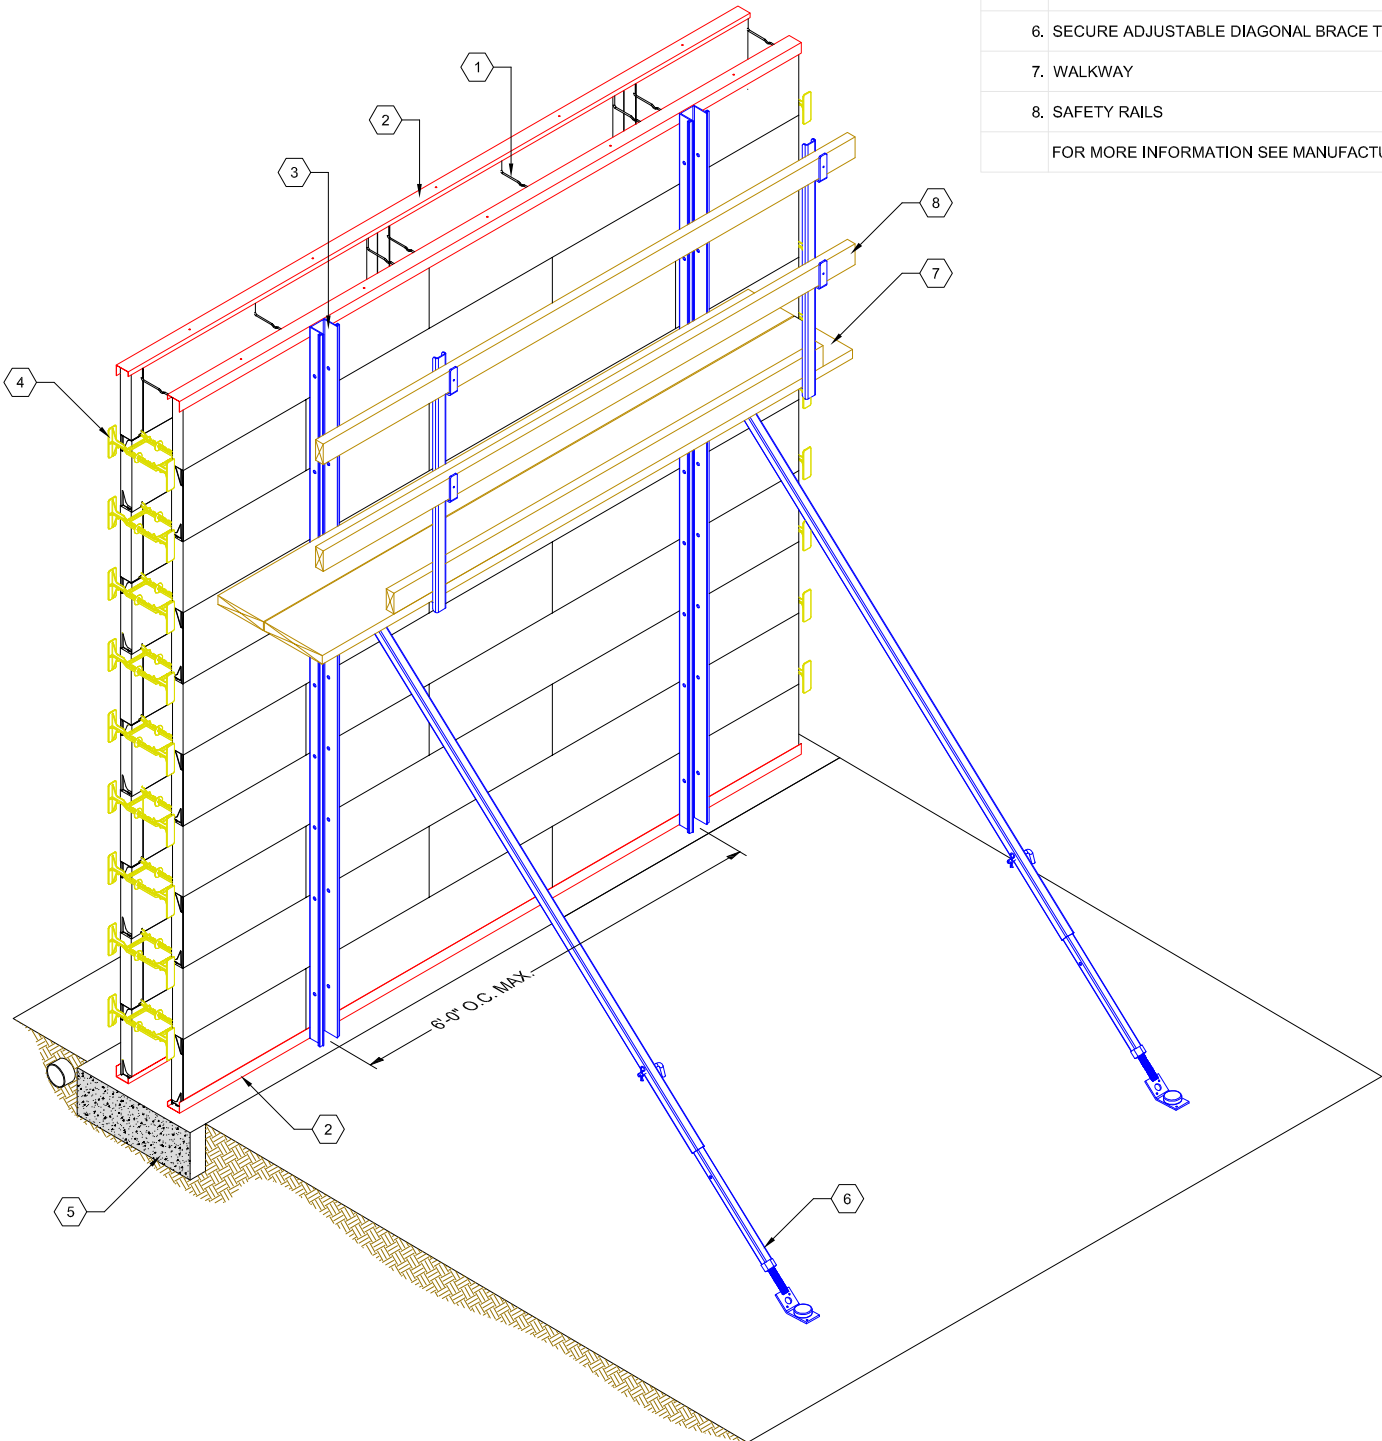 6. SECURE ADJUSTABLE DIAGONAL BRACE
7. WALKWAY
8. SAFETY RAILS
FOR MORE INFORMATION SEE
1
2
3
8
7
4
6'-0" O.C. MAX.
2
5
6